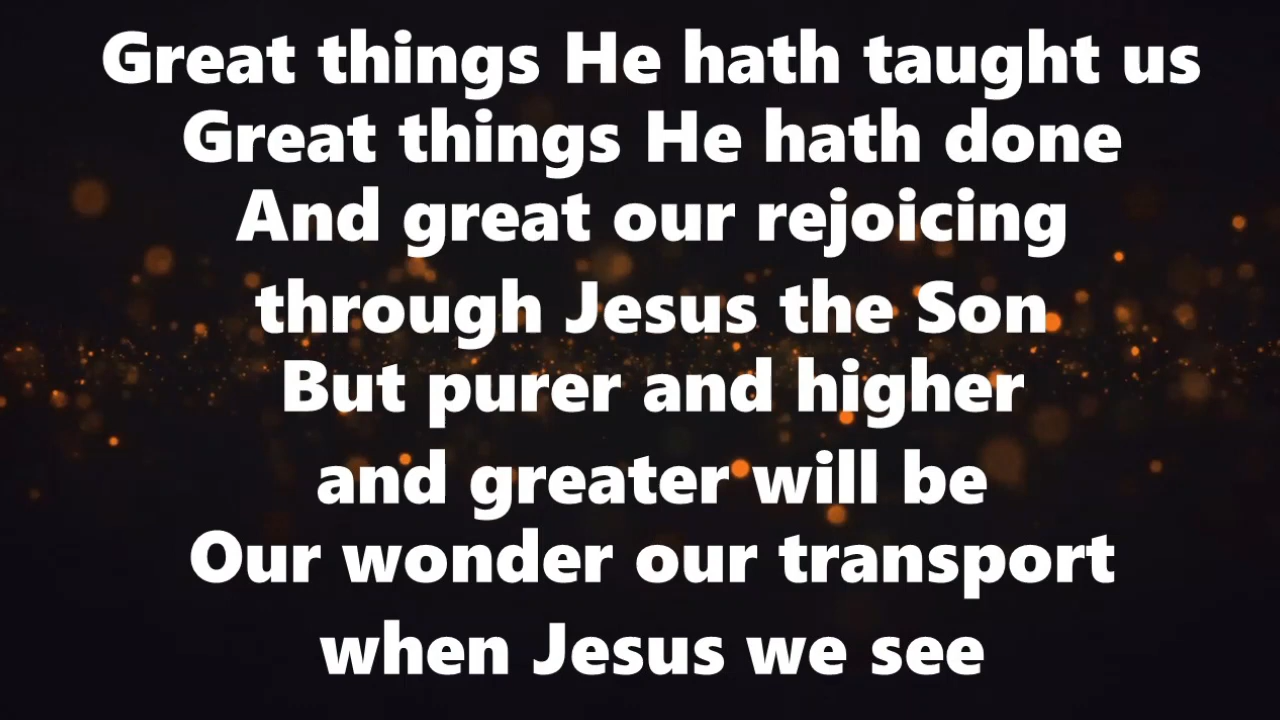 Great things He hath taught us
Great things He hath done
And great our rejoicing
through Jesus the Son
But purer and higher
and greater will be
Our wonder our transport
when Jesus we see